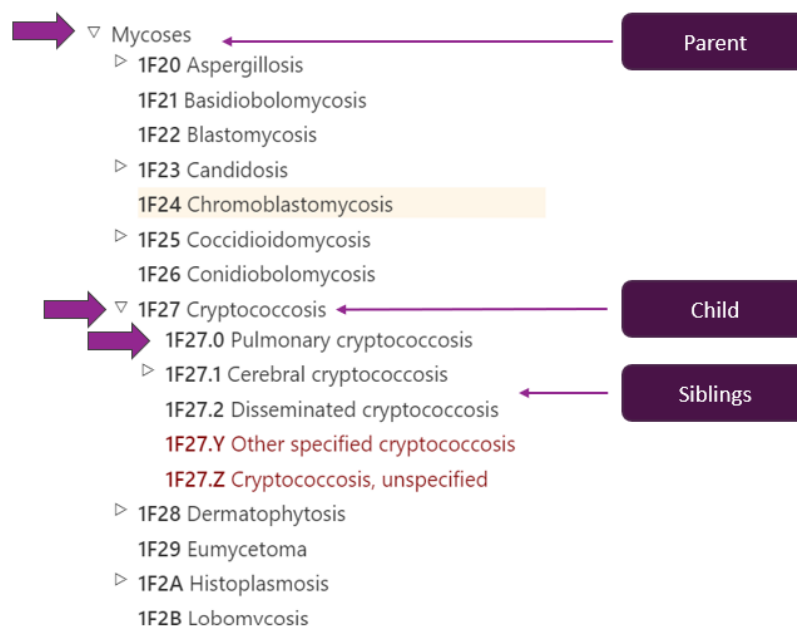 Mycoses
Parent
1F20 Aspergillosis
1F21 Basidiobolomycosis
1F22 Blastomycosis
1F23 Candidosis
1F24 Chromoblastomycosis
1F25 Coccidioidomycosis
1F26 Conidiobolomycosis
1F27 Cryptococcosis
Child
1F27.0 Pulmonary cryptococcosis
1F27.1 Cerebral cryptococcosis
Siblings
1F27.2 Disseminated cryptococcosis
1F27.Y Other specified cryptococcosis
1F27.Z Cryptococcosis, unspecified
1F28 Dermatophytosis
1F29 Eumycetoma
1F2A Histoplasmosis
1F2B Lobomycosis